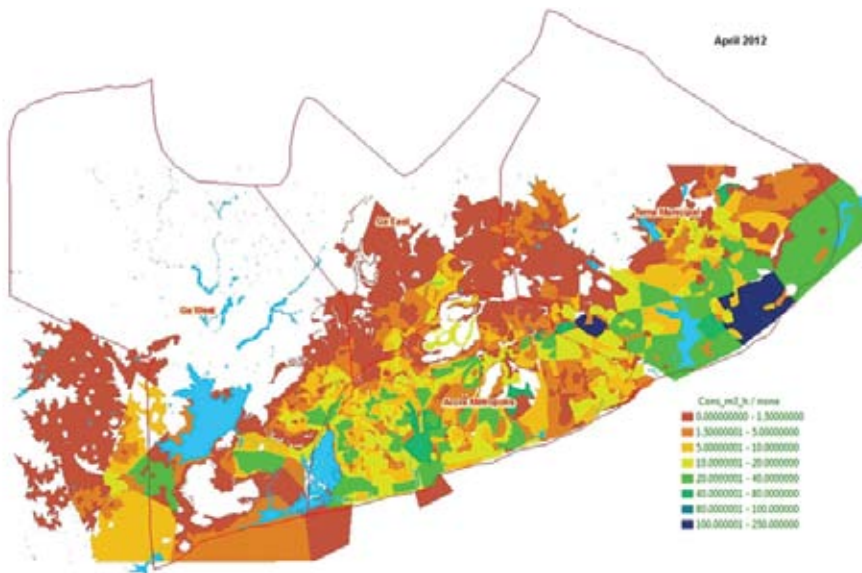 April 2012
Ga East
Tema Municipal
Ga West
Accra Metropolis
Cons_m3_h / none
0.000000000 - 1.50000000
1.50000001 - 5.00000000
5.00000001 - 10.0000000
10.0000001 - 20.0000000
20.0000001 - 40.0000000
40.0000001 - 80.0000000
80.0000001 - 100.000000
100.000001 - 250.000000